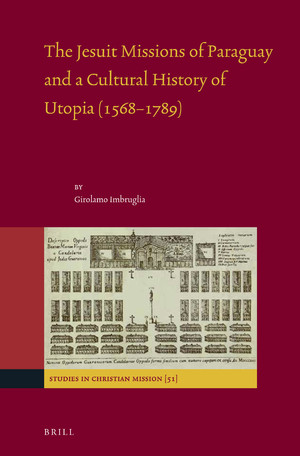 The Jesuit Missions of Paraguay
and a Cultural History of
Utopia (1568–1789)
BY
Girolamo Imbruglia
STUDIES IN CHRISTIAN MISSION [51]
BRILL